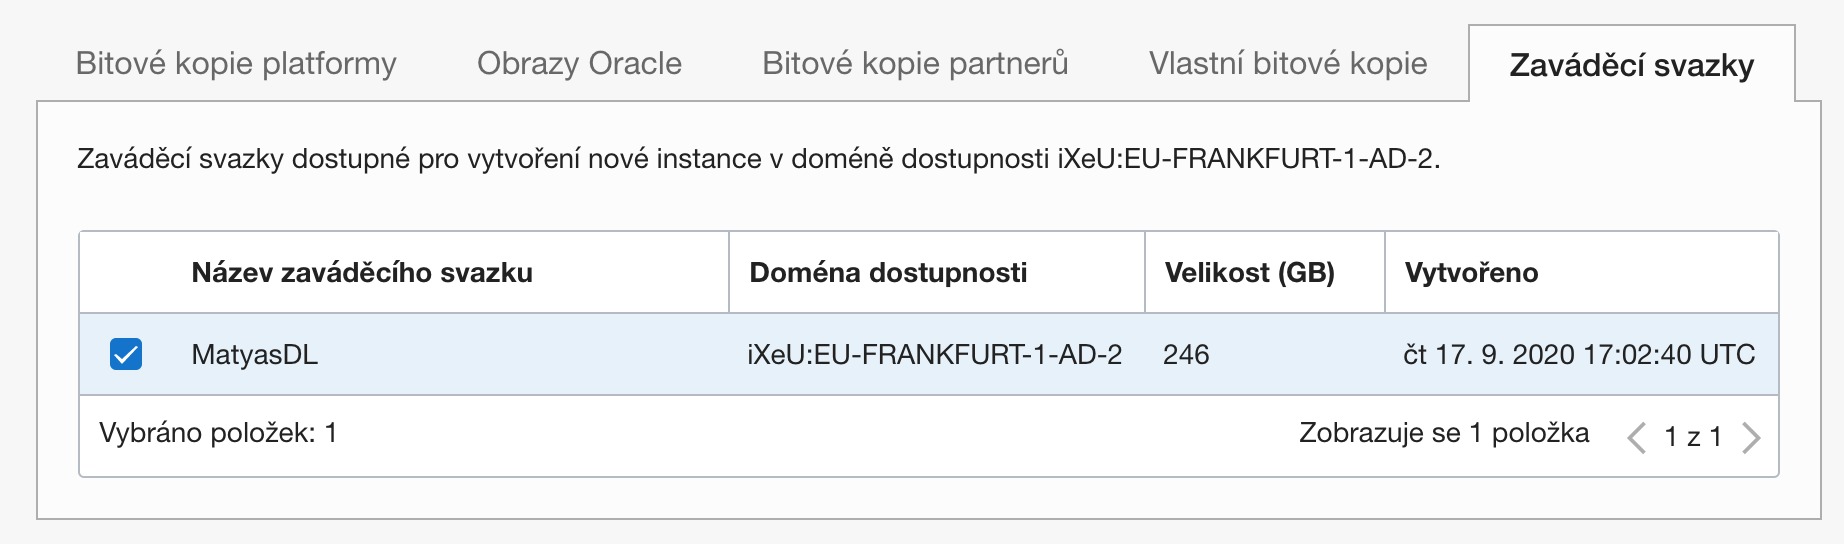 Bitové kopie platformy Obrazy Oracle Bitové kopie partnerů Vlastní bitové kopie Zaváděcí svazky
Zaváděcí svazky dostupné pro vytvoření nové instance v doméně dostupnosti iXeU:EU-FRANKFURT-1-AD-2.
Název zaváděcího svazku Doména dostupnosti Velikost (GB) Vytvořeno
MatyasDL iXeU:EU-FRANKFURT-1-AD-2 246 čt 17. 9. 2020 17:02:40 UTC
Vybráno položek: 1 Zobrazuje se 1 položka 1 z 1